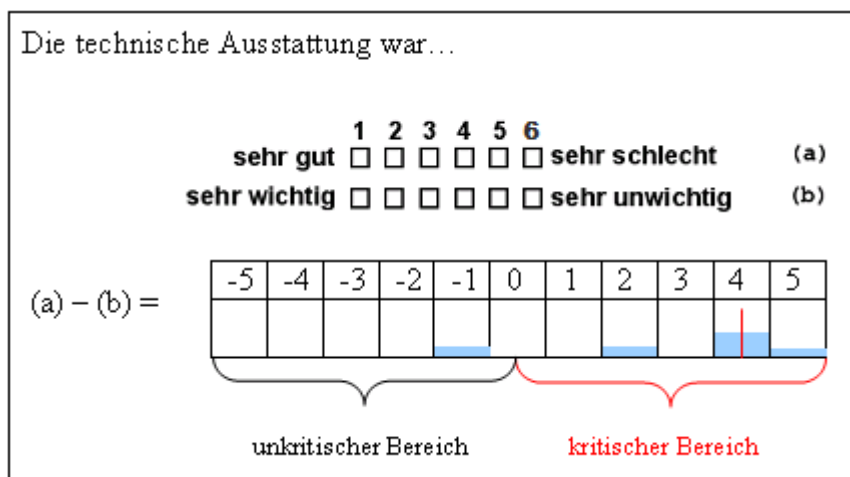 Die technische Ausstattung war…
1 2 3 4 5 6
sehr gut □ □ □ □ □ □ sehr schlecht (a)
sehr wichtig □ □ □ □ □ □ sehr unwichtig (b)
-5 -4 -3 -2 -1 0 1 2 3 4 5
(a) – (b) =
unkritischer Bereich kritischer Bereich